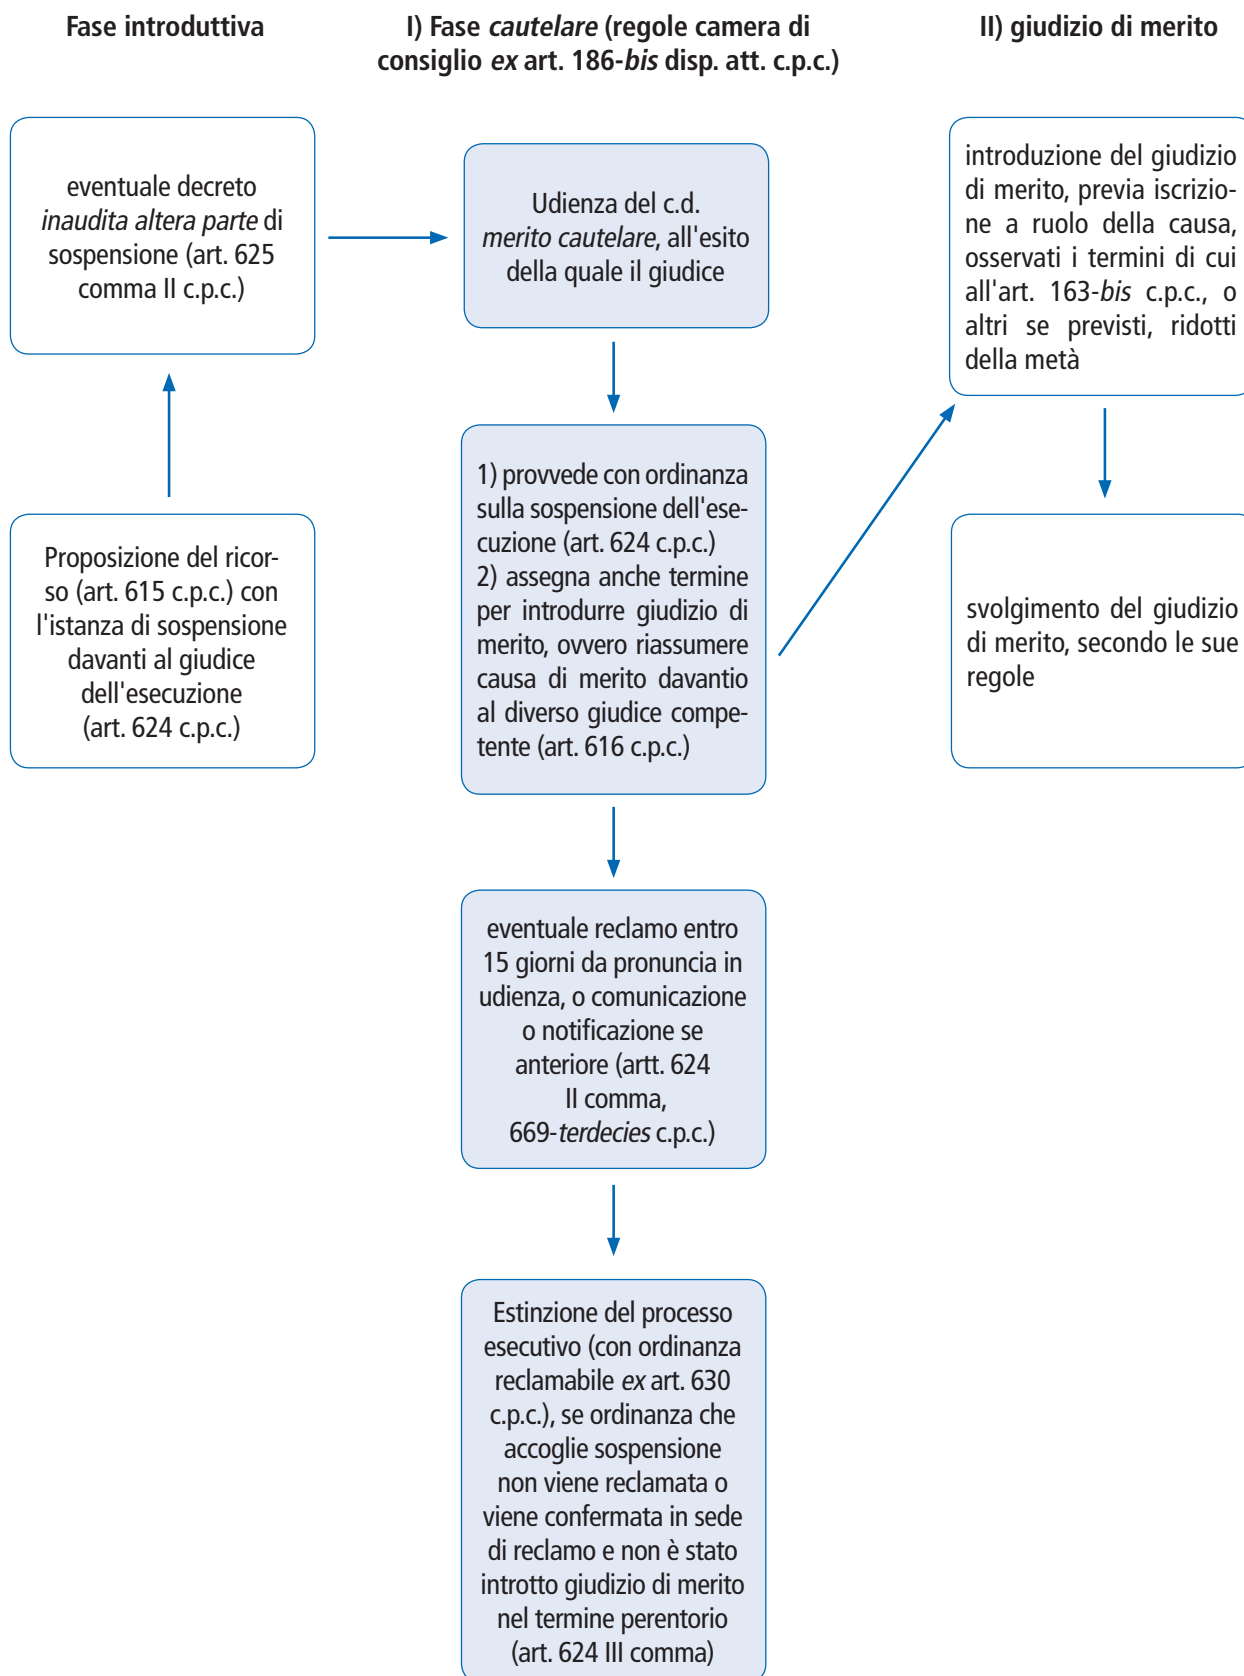 Fase introduttiva
I) Fase cautelare (regole camera di
consiglio ex art. 186-bis disp. att. c.p.c.)
II) giudizio di merito
eventuale decreto
inaudita altera parte di
sospensione (art. 625
comma II c.p.c.)
Proposizione del ricor-
so (art. 615 c.p.c.) con
l'istanza di sospensione
davanti al giudice
dell'esecuzione
(art. 624 c.p.c.)
Udienza del c.d.
merito cautelare, all'esito
della quale il giudice
1) provvede con ordinanza
sulla sospensione dell'ese-
cuzione (art. 624 c.p.c.)
2) assegna anche termine
per introdurre giudizio di
merito, ovvero riassumere
causa di merito davantio
al diverso giudice compe-
tente (art. 616 c.p.c.)
eventuale reclamo entro
15 giorni da pronuncia in
udienza, o comunicazione
o notificazione se
anteriore (artt. 624
II comma,
669-terdecies c.p.c.)
Estinzione del processo
esecutivo (con ordinanza
reclamabile ex art. 630
c.p.c.), se ordinanza che
accoglie sospensione
non viene reclamata o
viene confermata in sede
di reclamo e non è stato
introtto giudizio di merito
nel termine perentorio
(art. 624 III comma)
introduzione del giudizio
di merito, previa iscrizio-
ne a ruolo della causa,
osservati i termini di cui
all'art. 163-bis c.p.c., o
altri se previsti, ridotti
della metà
svolgimento del giudizio
di merito, secondo le sue
regole